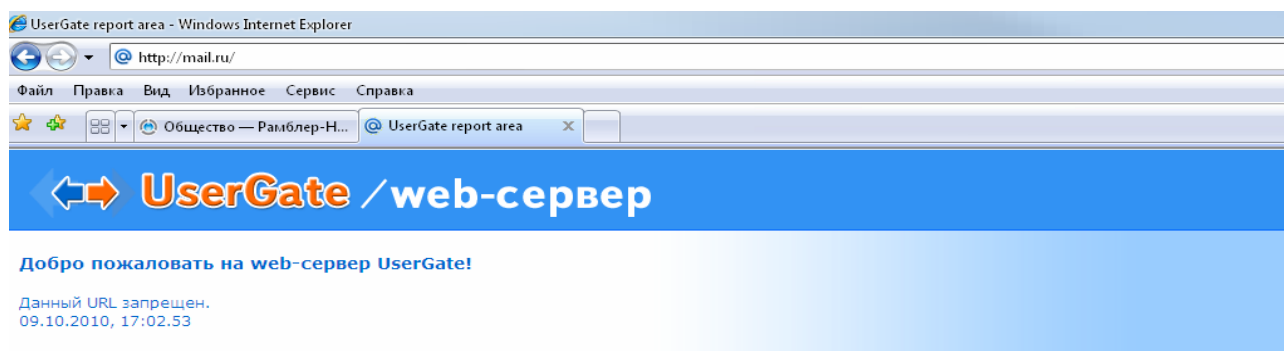 UserGate report area - Windows Internet Explorer
http://mail.ru/
Файл Правка Вид Избранное Сервис Справка
Общество — Рамблер-Н... UserGate report area
UserGate /web-сервер
Добро пожаловать на web-сервер UserGate!
Данный URL запрещен.
09.10.2010, 17:02.53